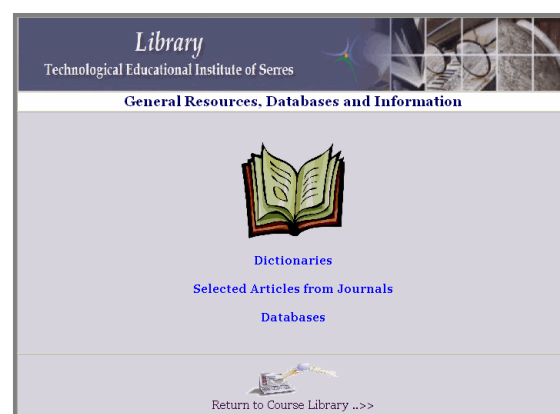 Library
Technological Educational Institute of Serres
General Resources, Databases and Information
Dictionaries
Selected Articles from Journals
Databases
Return to Course Library ..>>